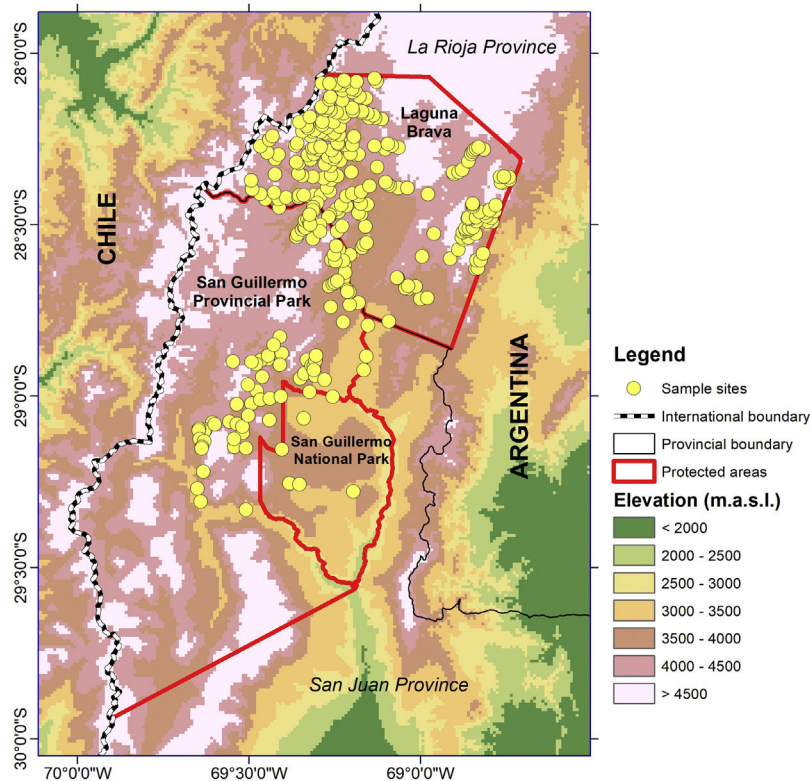 La Rioja Province
Laguna
Brava
CHILE
San Guillermo
Provincial Park
ARGENTINA
San Guillermo
National Park
San Juan Province
28°0'0"S
28°30'0"S
29°0'0"S
29°30'0"S
30°0'0"S
70°0'0"W
69°30'0"W
69°0'0"W
Legend
Sample sites
International boundary
Provincial boundary
Protected areas
Elevation (m.a.s.l.)
< 2000
2000 - 2500
2500 - 3000
3000 - 3500
3500 - 4000
4000 - 4500
> 4500